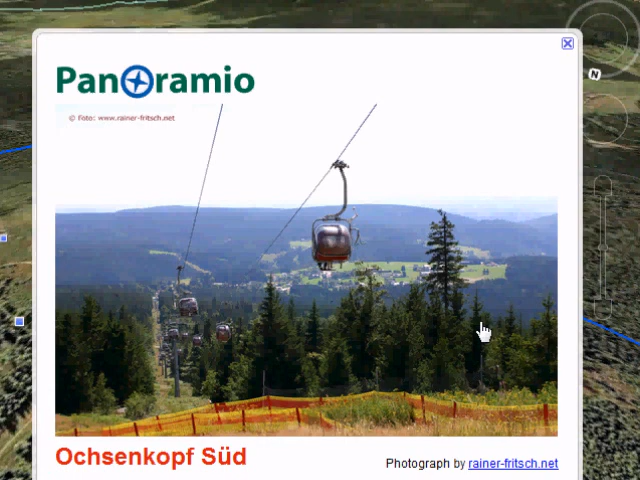 Panoramio
© Foto: www.rainer-fritsch.net
Ochsenkopf Süd
Photograph by rainer-fritsch.net
N